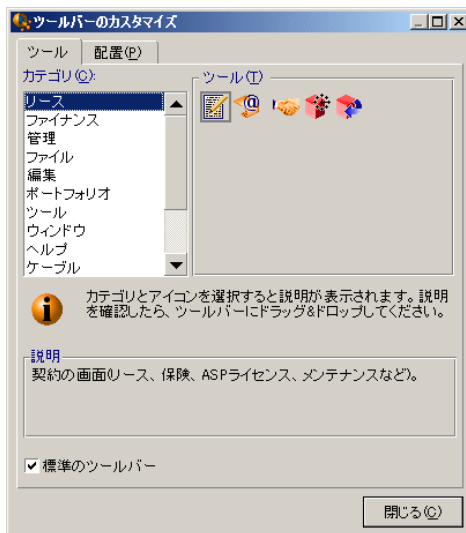 ツールバーのカスタマイズ
ツール 配置(P)
カテゴリ(C):
ツール(T)
リース
ファイナンス
管理
ファイル
編集
ポートフォリオ
ツール
ウィンドウ
ヘルプ
ケーブル
カテゴリとアイコンを選択すると説明が表示されます。説明
を確認したら、ツールバーにドラッグ&ドロップしてください。
説明
契約の画面(リース、保険、ASPライセンス、メンテナンスなど)。
標準のツールバー
閉じる(C)